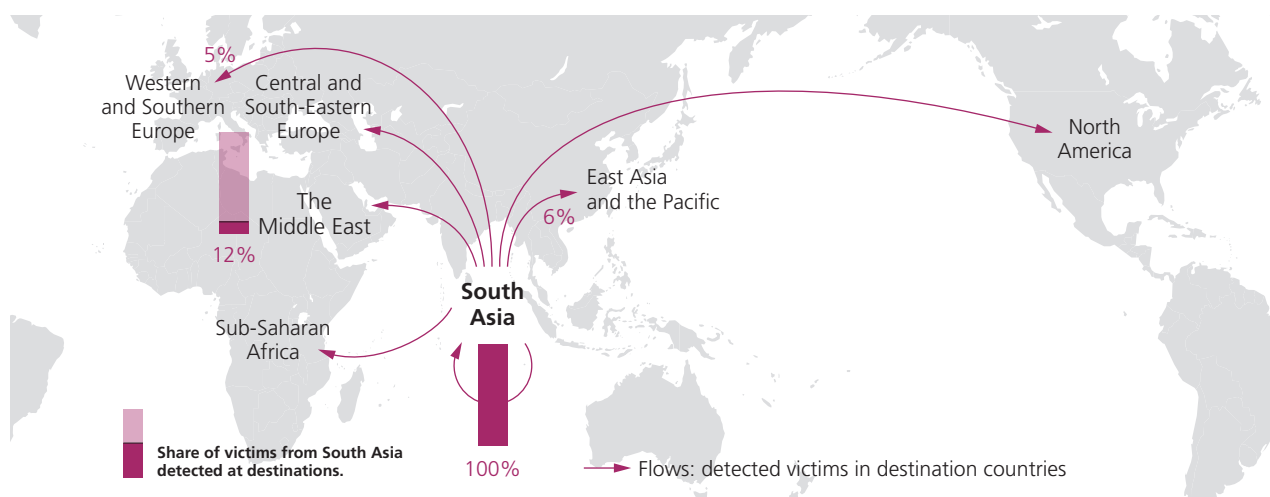 5%
Western
and Southern
Europe
Central and
South-Eastern
Europe
North
America
East Asia
and the Pacific
6%
The
Middle East
12%
South
Asia
Sub-Saharan
Africa
Share of victims from South Asia
detected at destinations.
100%
Flows: detected victims in destination countries